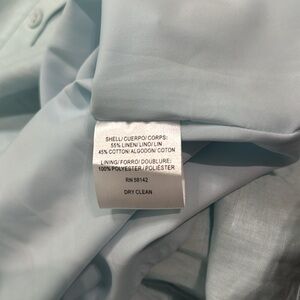 SHELL/CUERPO/CORPS:
55% LINEN/LINO/LIN
45% COTTON/ALGODON/COTON
LINING/FORRO/DOUBLURE:
100% POLYESTER/POLIÉSTER
RN 58142
DRY CLEAN